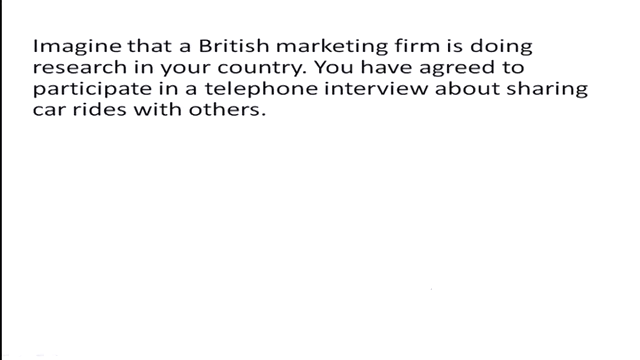 Imagine that a British marketing firm is doing
research in your country. You have agreed to
participate in a telephone interview about sharing
car rides with others.